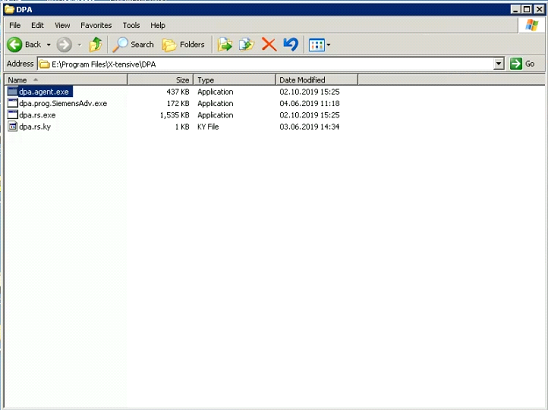 DPA
File Edit View Favorites Tools Help
Back Search Folders
Address E:\Program Files\X-tensive\DPA Go
Name Size Type Date Modified
dpa.agent.exe 437 KB Application 02.10.2019 15:25
dpa.prog.SiemensAdv.exe 172 KB Application 04.06.2019 11:18
dpa.rs.exe 1,535 KB Application 02.10.2019 15:25
dpa.rs.ky 1 KB KY File 03.06.2019 14:34